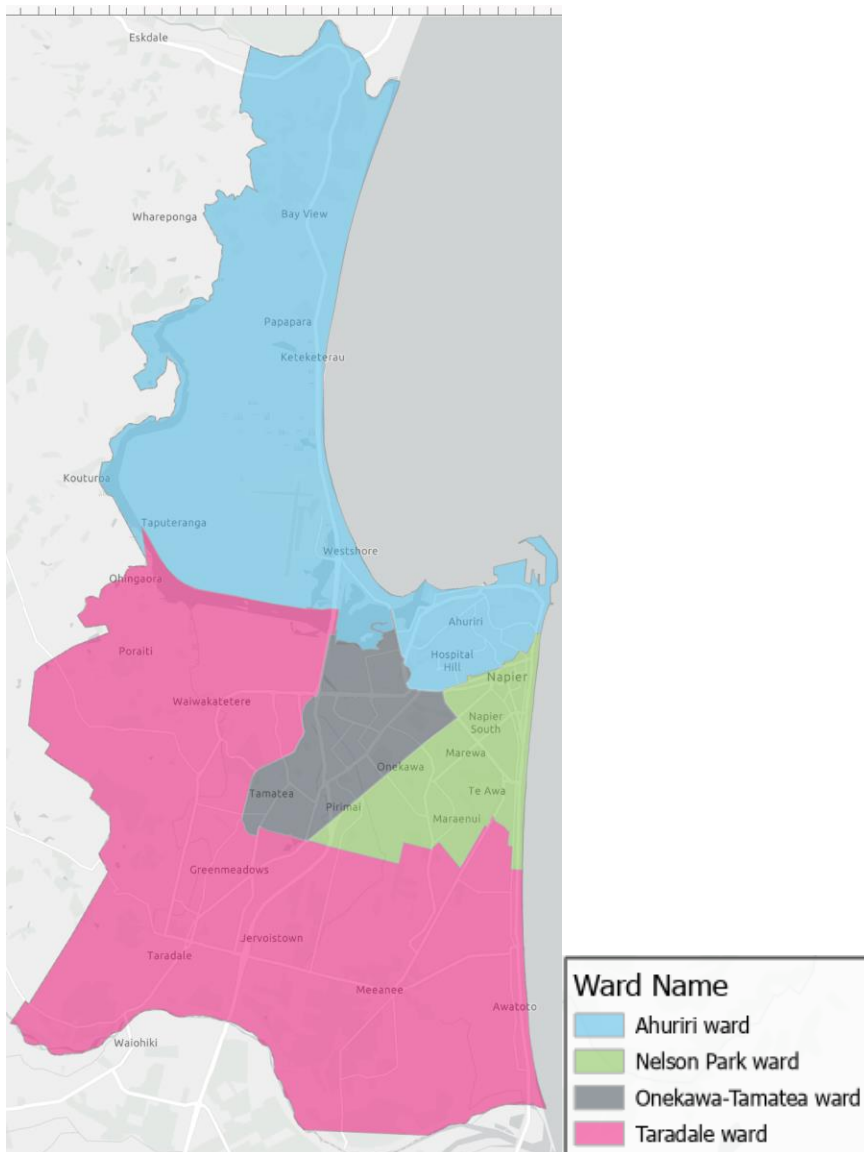 Eskdale
Whareponga
Bay View
Papapara
Keteketerau
Kouturoa
Taputeranga
Westshore
Ohingaora
Ahuriri
Poraiti
Hospital
Hill
Napier
Waiwakatetere
Napier
South
Marewa
Onekawa
Tamatea
Te Awa
Pirimai
Maraenui
Greenmeadows
Jervoistown
Taradale
Meeanee
Awatoto
Waiohiki
Ward Name
Ahuriri ward
Nelson Park ward
Onekawa-Tamatea ward
Taradale ward